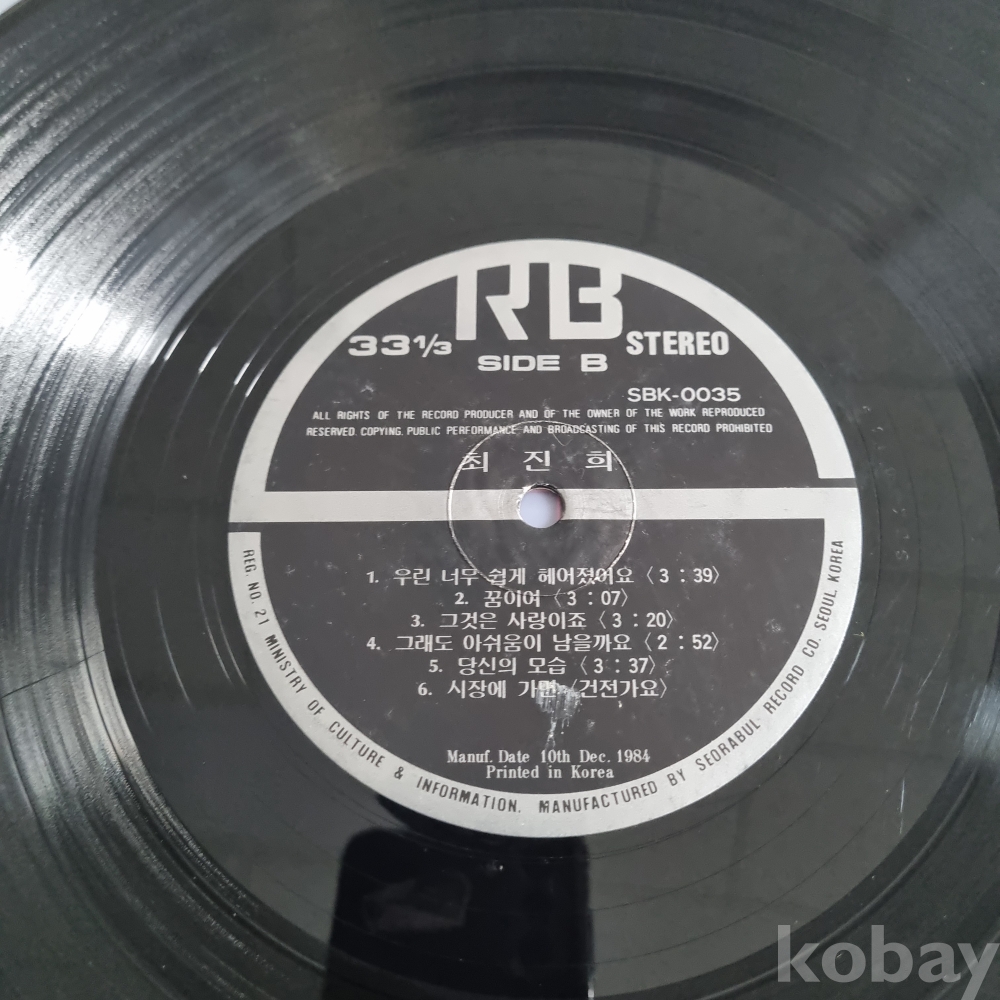 RB
33 1/3
STEREO
SIDE B
SBK-0035
ALL RIGHTS OF THE RECORD PRODUCER AND OF THE OWNER OF THE WORK REPRODUCED
RESERVED. COPYING. PUBLIC PERFORMANCE AND BROADCASTING OF THIS RECORD PROHIBITED
최 진 희
1. 우린 너무 쉽게 헤어졌어요 〈3 : 39〉
2. 꿈이여 〈3 : 07〉
3. 그것은 사랑이죠 〈3 : 20〉
4. 그래도 아쉬움이 남을까요 〈2 : 52〉
5. 당신의 모습 〈3 : 37〉
6. 시장에 가면 〈건전가요〉
Manuf. Date 10th Dec. 1984
Printed in Korea
REG. NO. 21 MINISTRY OF CULTURE & INFORMATION. MANUFACTURED BY SEORABUL RECORD CO. SEOUL KOREA
kobay